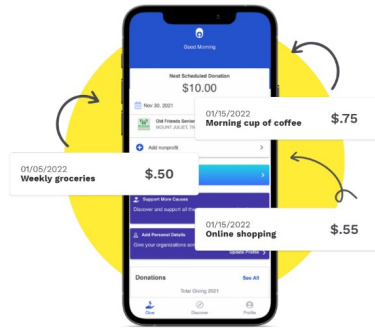 Good Morning
Next Scheduled Donation
$10.00
Nov 30, 2021
Old Friends Senior
MOUNT JULIET, TN
Add nonprofit
01/15/2022
Morning cup of coffee
$.75
01/05/2022
Weekly groceries
$.50
Support More Causes
Discover and support all the
01/15/2022
Online shopping
$.55
Add Personal Details
Give your organizations
Update Profile
Donations
See All
Total Giving 2021
Give
Discover
Profile